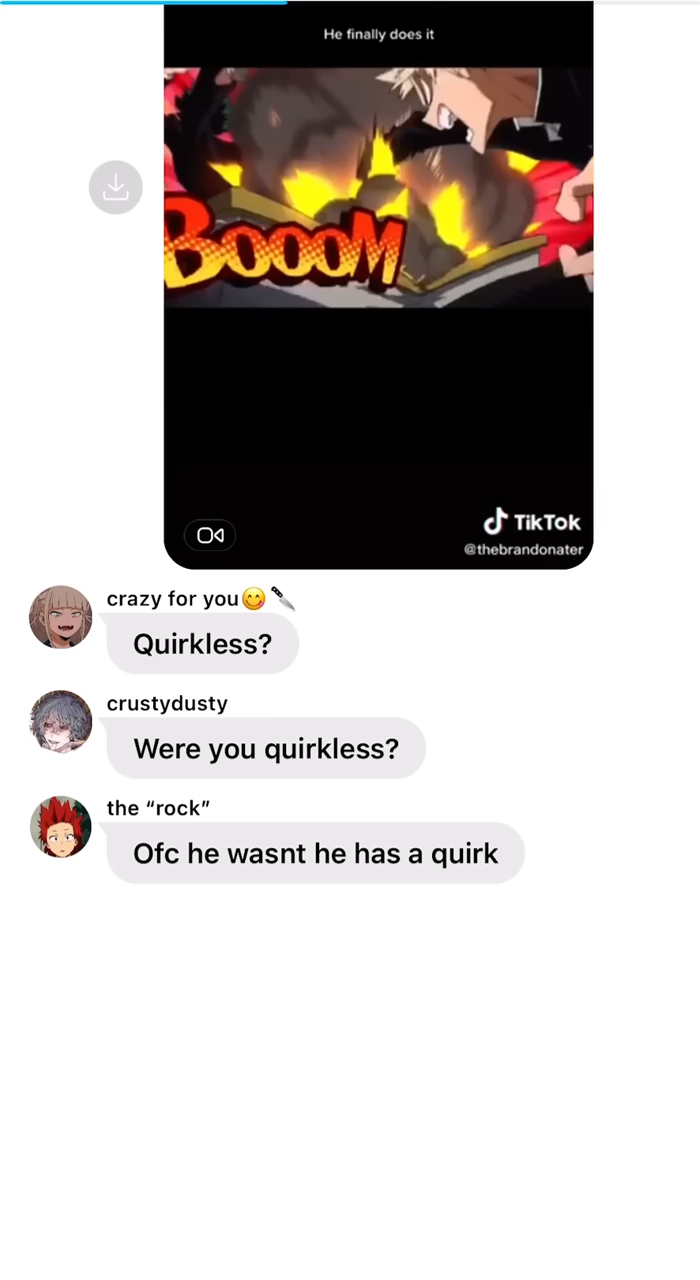 He finally does it
BOOOM
TikTok
@thebrandonater
crazy for you😋🔪
Quirkless?
crustydusty
Were you quirkless?
the “rock”
Ofc he wasnt he has a quirk